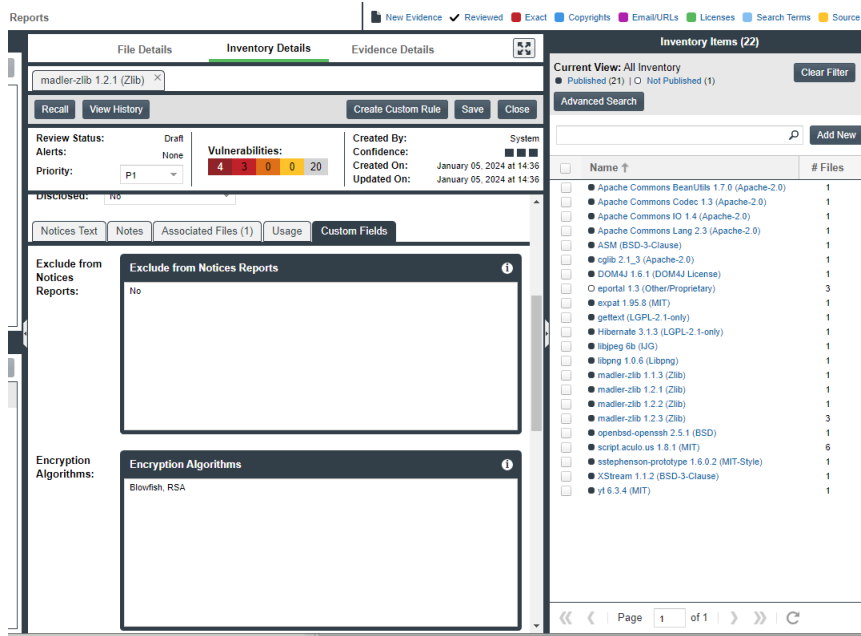 Reports
New Evidence Reviewed Exact Copyrights Email/URLs Licenses Search Terms Source
File Details Inventory Details Evidence Details
madler-zlib 1.2.1 (Zlib) ×
Recall View History Create Custom Rule Save Close
Review Status: Draft
Alerts: None
Priority: P1
Vulnerabilities:
4 3 0 0 20
Created By: System
Confidence:
Created On: January 05, 2024 at 14:36
Updated On: January 05, 2024 at 14:36
Disclosed: No
Notices Text Notes Associated Files (1) Usage Custom Fields
Exclude from
Notices
Reports:
Exclude from Notices Reports
No
Encryption
Algorithms:
Encryption Algorithms
Blowfish, RSA
Inventory Items (22)
Current View: All Inventory
Published (21) | Not Published (1)
Clear Filter
Advanced Search
Add New
Name # Files
Apache Commons BeanUtils 1.7.0 (Apache-2.0) 1
Apache Commons Codec 1.3 (Apache-2.0) 1
Apache Commons IO 1.4 (Apache-2.0) 1
Apache Commons Lang 2.3 (Apache-2.0) 1
ASM (BSD-3-Clause) 1
cglib 2.1_3 (Apache-2.0) 1
DOM4J 1.6.1 (DOM4J License) 1
eportal 1.3 (Other/Proprietary) 3
expat 1.95.8 (MIT) 1
gettext (LGPL-2.1-only) 1
Hibernate 3.1.3 (LGPL-2.1-only) 1
libjpeg 6b (IJG) 1
libpng 1.0.6 (Libpng) 1
madler-zlib 1.1.3 (Zlib) 1
madler-zlib 1.2.1 (Zlib) 1
madler-zlib 1.2.2 (Zlib) 1
madler-zlib 1.2.3 (Zlib) 3
openbsd-openssh 2.5.1 (BSD) 1
script.aculo.us 1.8.1 (MIT) 6
sstephenson-prototype 1.6.0.2 (MIT-Style) 1
XStream 1.1.2 (BSD-3-Clause) 1
yt 6.3.4 (MIT) 1
Page 1 of 1